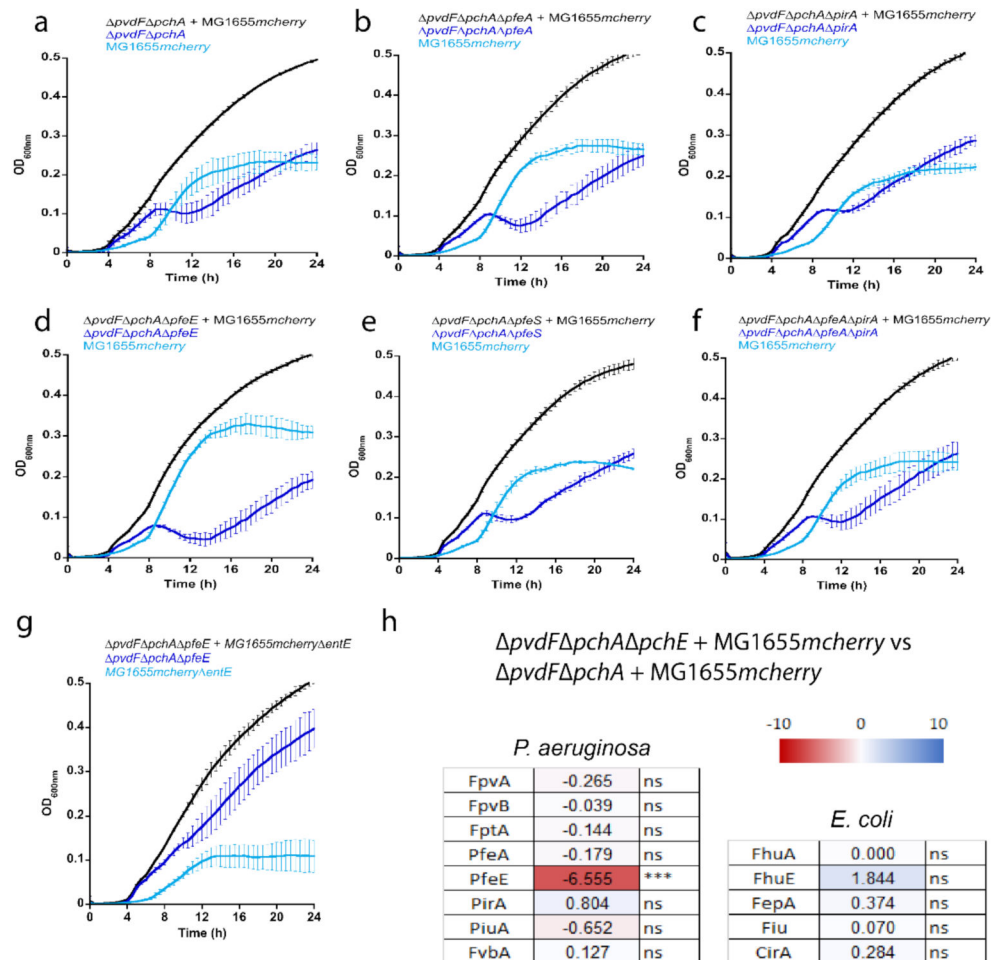 a
ΔpvdFΔpchA + MG1655mcherry
ΔpvdFΔpchA
MG1655mcherry
0.5
0.4
0.3
0.2
0.1
0
OD600nm
0 4 8 12 16 20 24
Time (h)
b
ΔpvdFΔpchAΔpfeA + MG1655mcherry
ΔpvdFΔpchAΔpfeA
MG1655mcherry
0.5
0.4
0.3
0.2
0.1
0
OD600nm
0 4 8 12 16 20 24
Time (h)
c
ΔpvdFΔpchAΔpirA + MG1655mcherry
ΔpvdFΔpchAΔpirA
MG1655mcherry
0.5
0.4
0.3
0.2
0.1
0
OD600nm
0 4 8 12 16 20 24
Time (h)
d
ΔpvdFΔpchAΔpfeE + MG1655mcherry
ΔpvdFΔpchAΔpfeE
MG1655mcherry
0.5
0.4
0.3
0.2
0.1
0
OD600nm
0 4 8 12 16 20 24
Time (h)
e
ΔpvdFΔpchAΔpfeS + MG1655mcherry
ΔpvdFΔpchAΔpfeS
MG1655mcherry
0.5
0.4
0.3
0.2
0.1
0
OD600nm
0 4 8 12 16 20 24
Time (h)
f
ΔpvdFΔpchAΔpfeAΔpirA + MG1655mcherry
ΔpvdFΔpchAΔpfeAΔpirA
MG1655mcherry
0.5
0.4
0.3
0.2
0.1
0
OD600nm
0 4 8 12 16 20 24
Time (h)
g
ΔpvdFΔpchAΔpfeE + MG1655mcherryΔentE
ΔpvdFΔpchAΔpfeE
MG1655mcherryΔentE
0.5
0.4
0.3
0.2
0.1
0
OD600nm
0 4 8 12 16 20 24
Time (h)
h
ΔpvdFΔpchAΔpchE + MG1655mcherry vs
ΔpvdFΔpchA + MG1655mcherry
-10 0 10
P. aeruginosa
FpvA -0.265 ns
FpvB -0.039 ns
FptA -0.144 ns
PfeA -0.179 ns
PfeE -6.555 ***
PirA 0.804 ns
PiuA -0.652 ns
FvbA 0.127 ns
E. coli
FhuA 0.000 ns
FhuE 1.844 ns
FepA 0.374 ns
Fiu 0.070 ns
CirA 0.284 ns